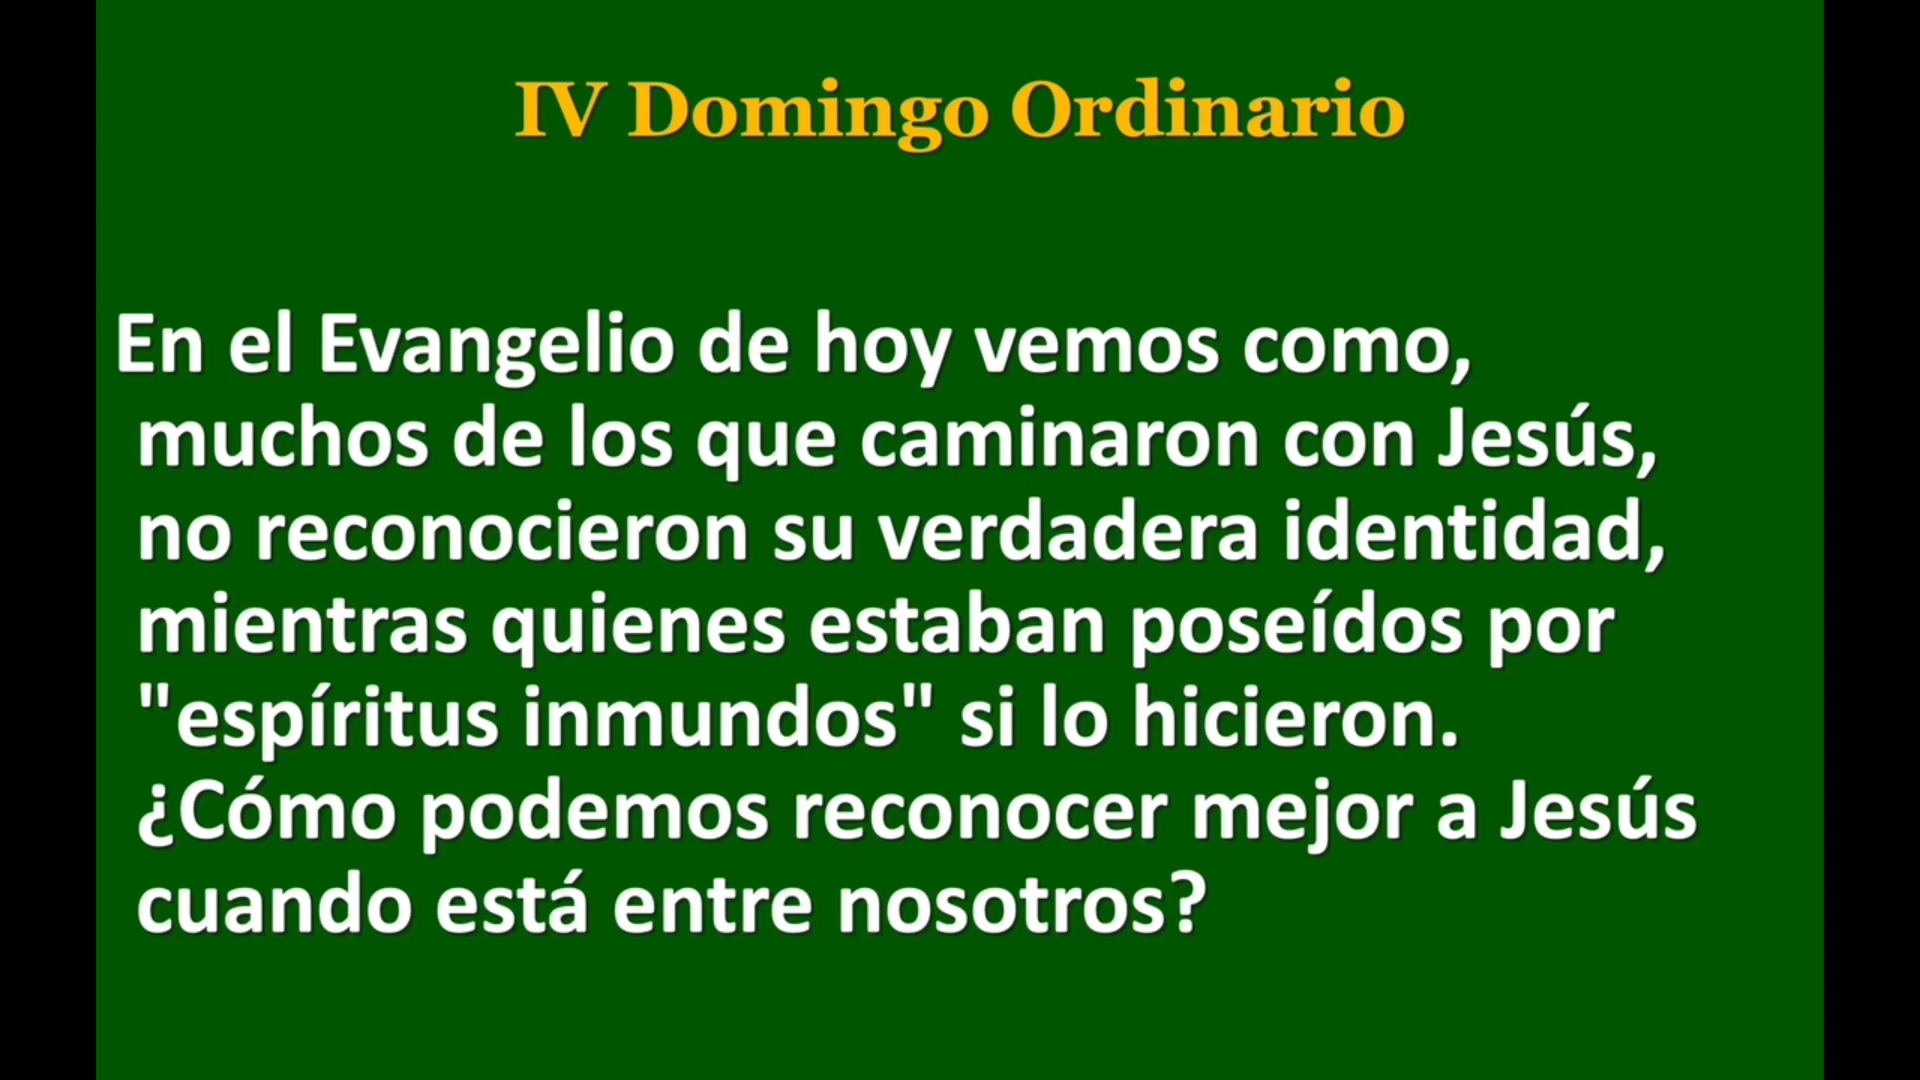 IV Domingo Ordinario
En el Evangelio de hoy vemos como,
muchos de los que caminaron con Jesús,
no reconocieron su verdadera identidad,
mientras quienes estaban poseídos por
"espíritus inmundos" si lo hicieron.
¿Cómo podemos reconocer mejor a Jesús
cuando está entre nosotros?